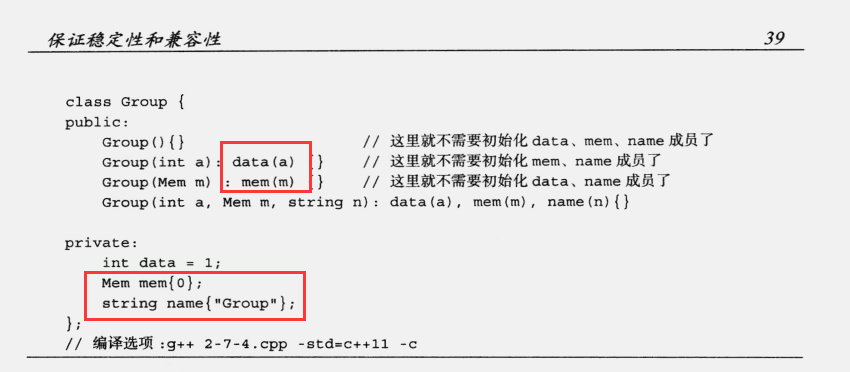 保证稳定性和兼容性 39
class Group {
public:
Group(){} // 这里就不需要初始化 data、mem、name 成员了
Group(int a): data(a) {} // 这里就不需要初始化 mem、name 成员了
Group(Mem m) : mem(m) {} // 这里就不需要初始化 data、name 成员了
Group(int a, Mem m, string n): data(a), mem(m), name(n){}
private:
int data = 1;
Mem mem{0};
string name{"Group"};
};
// 编译选项:g++ 2-7-4.cpp -std=c++11 -c